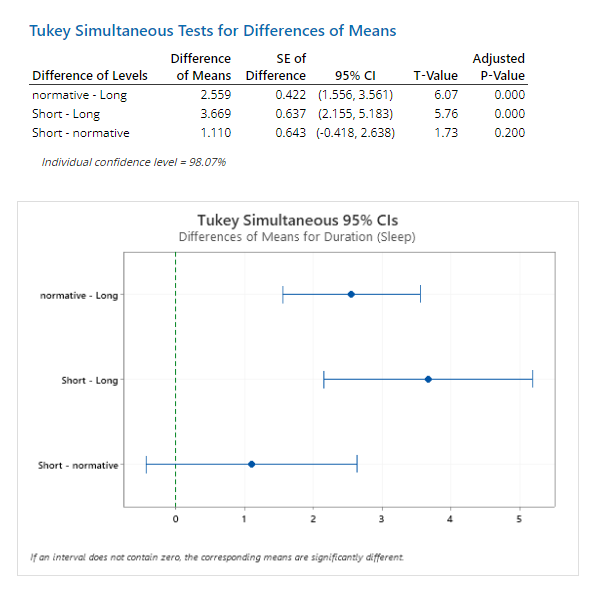 Tukey Simultaneous Tests for Differences of Means
Difference SE of Adjusted
Difference of Levels of Means Difference 95% CI T-Value P-Value
normative - Long 2.559 0.422 (1.556, 3.561) 6.07 0.000
Short - Long 3.669 0.637 (2.155, 5.183) 5.76 0.000
Short - normative 1.110 0.643 (-0.418, 2.638) 1.73 0.200
Individual confidence level = 98.07%
Tukey Simultaneous 95% CIs
Differences of Means for Duration (Sleep)
normative - Long
Short - Long
Short - normative
0 1 2 3 4 5
If an interval does not contain zero, the corresponding means are significantly different.